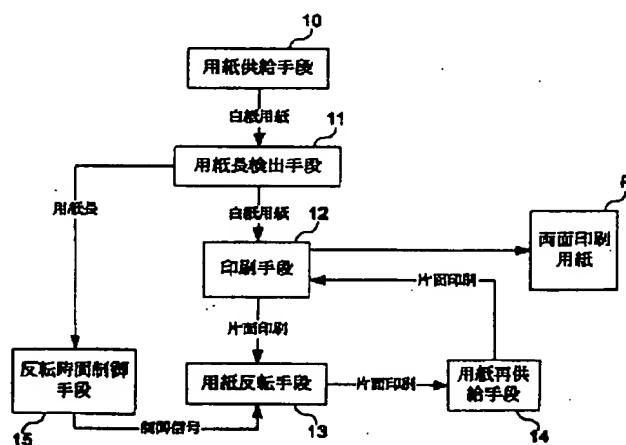 10
用紙供給手段
白紙用紙
11
用紙長検出手段
用紙長
白紙用紙
12
印刷手段
P
両面印刷
用紙
片面印刷
片面印刷
反転時間制御
手段
15
制御信号
用紙反転手段
13
片面印刷
用紙再供
給手段
14